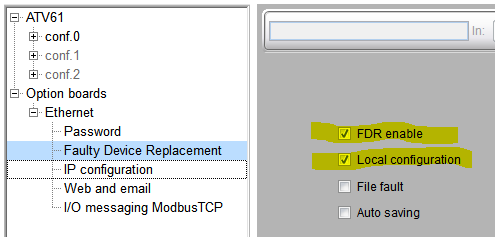 ATV61
conf.0
conf.1
conf.2
Option boards
Ethernet
Password
Faulty Device Replacement
IP configuration
Web and email
I/O messaging ModbusTCP
In:
FDR enable
Local configuration
File fault
Auto saving